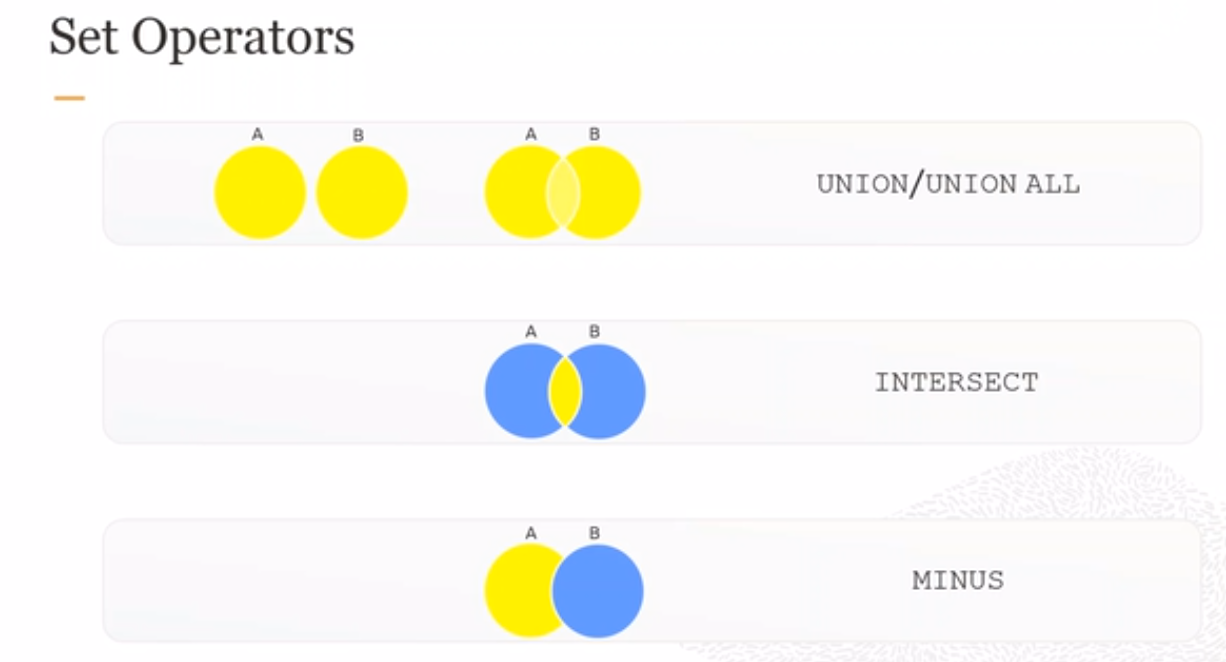 Set Operators
A B A B
UNION/UNION ALL
A B
INTERSECT
A B
MINUS